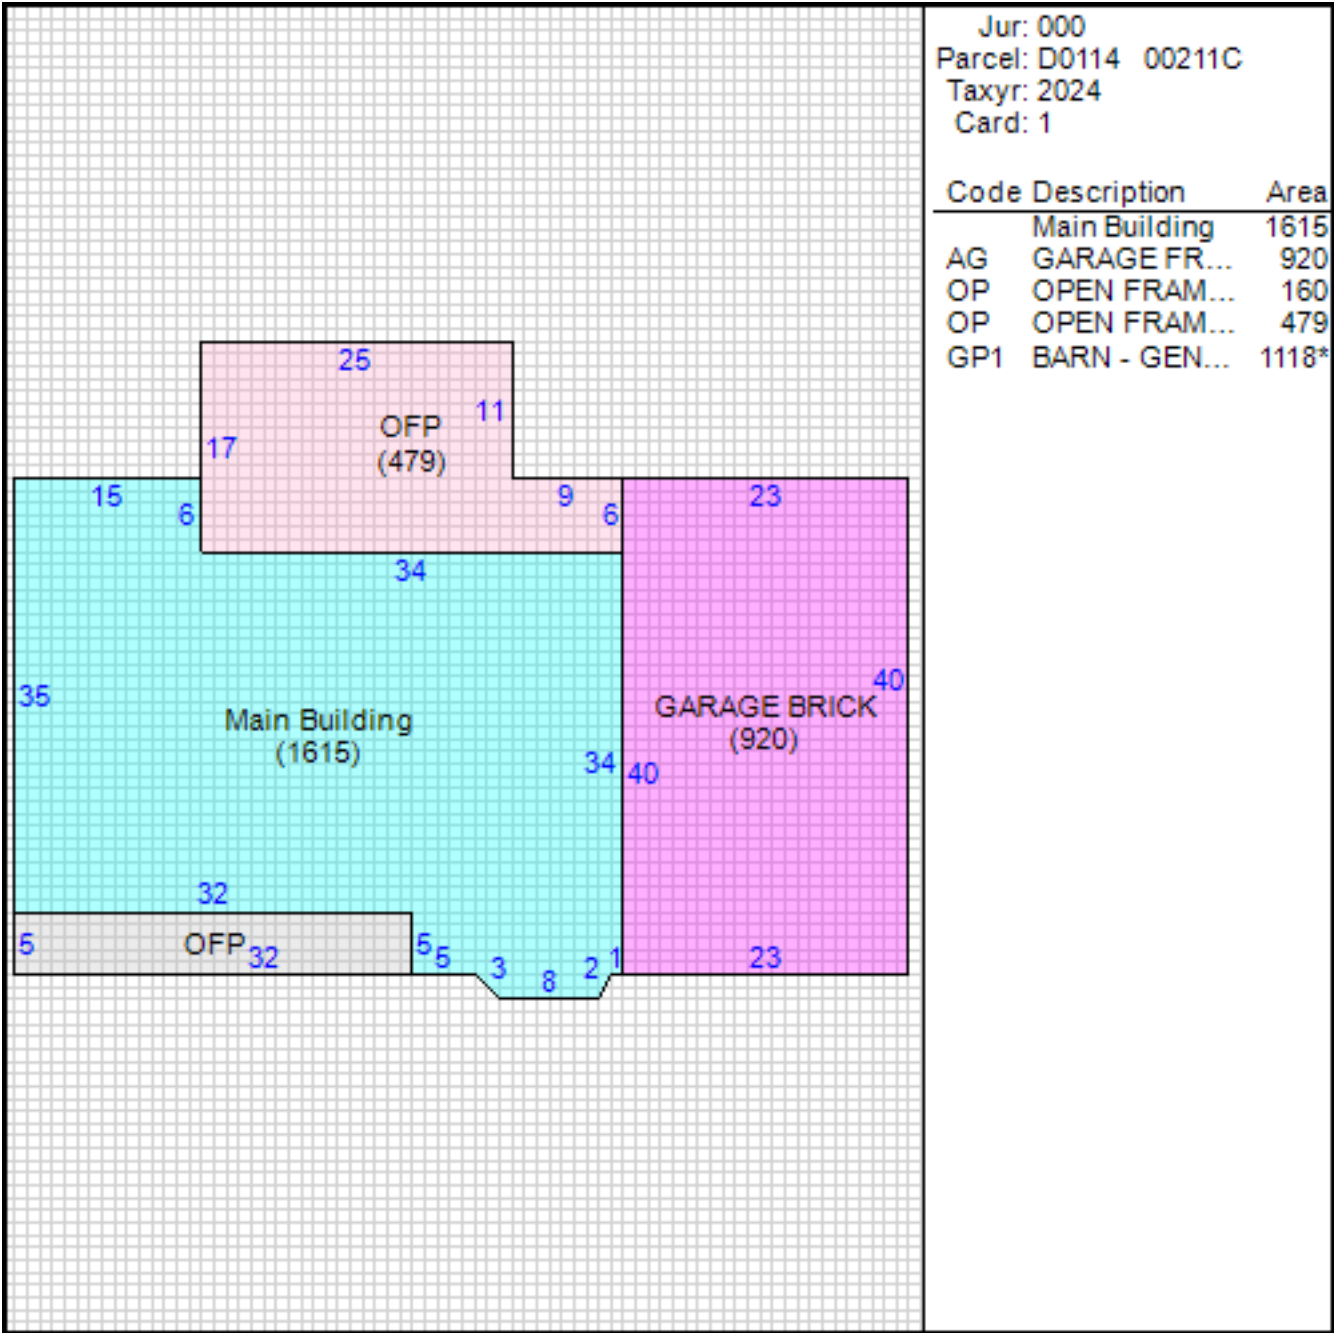 Jur: 000
Parcel: D0114 00211C
Taxyr: 2024
Card: 1
Code Description Area
Main Building 1615
AG GARAGE FR... 920
OP OPEN FRAM... 160
OP OPEN FRAM... 479
GP1 BARN - GEN... 1118*
25
11
OFP
(479)
17
15
6
9
6
23
34
35
40
Main Building
(1615)
GARAGE BRICK
(920)
34
40
32
5
OFP
32
5
5
3
8
2
1
23